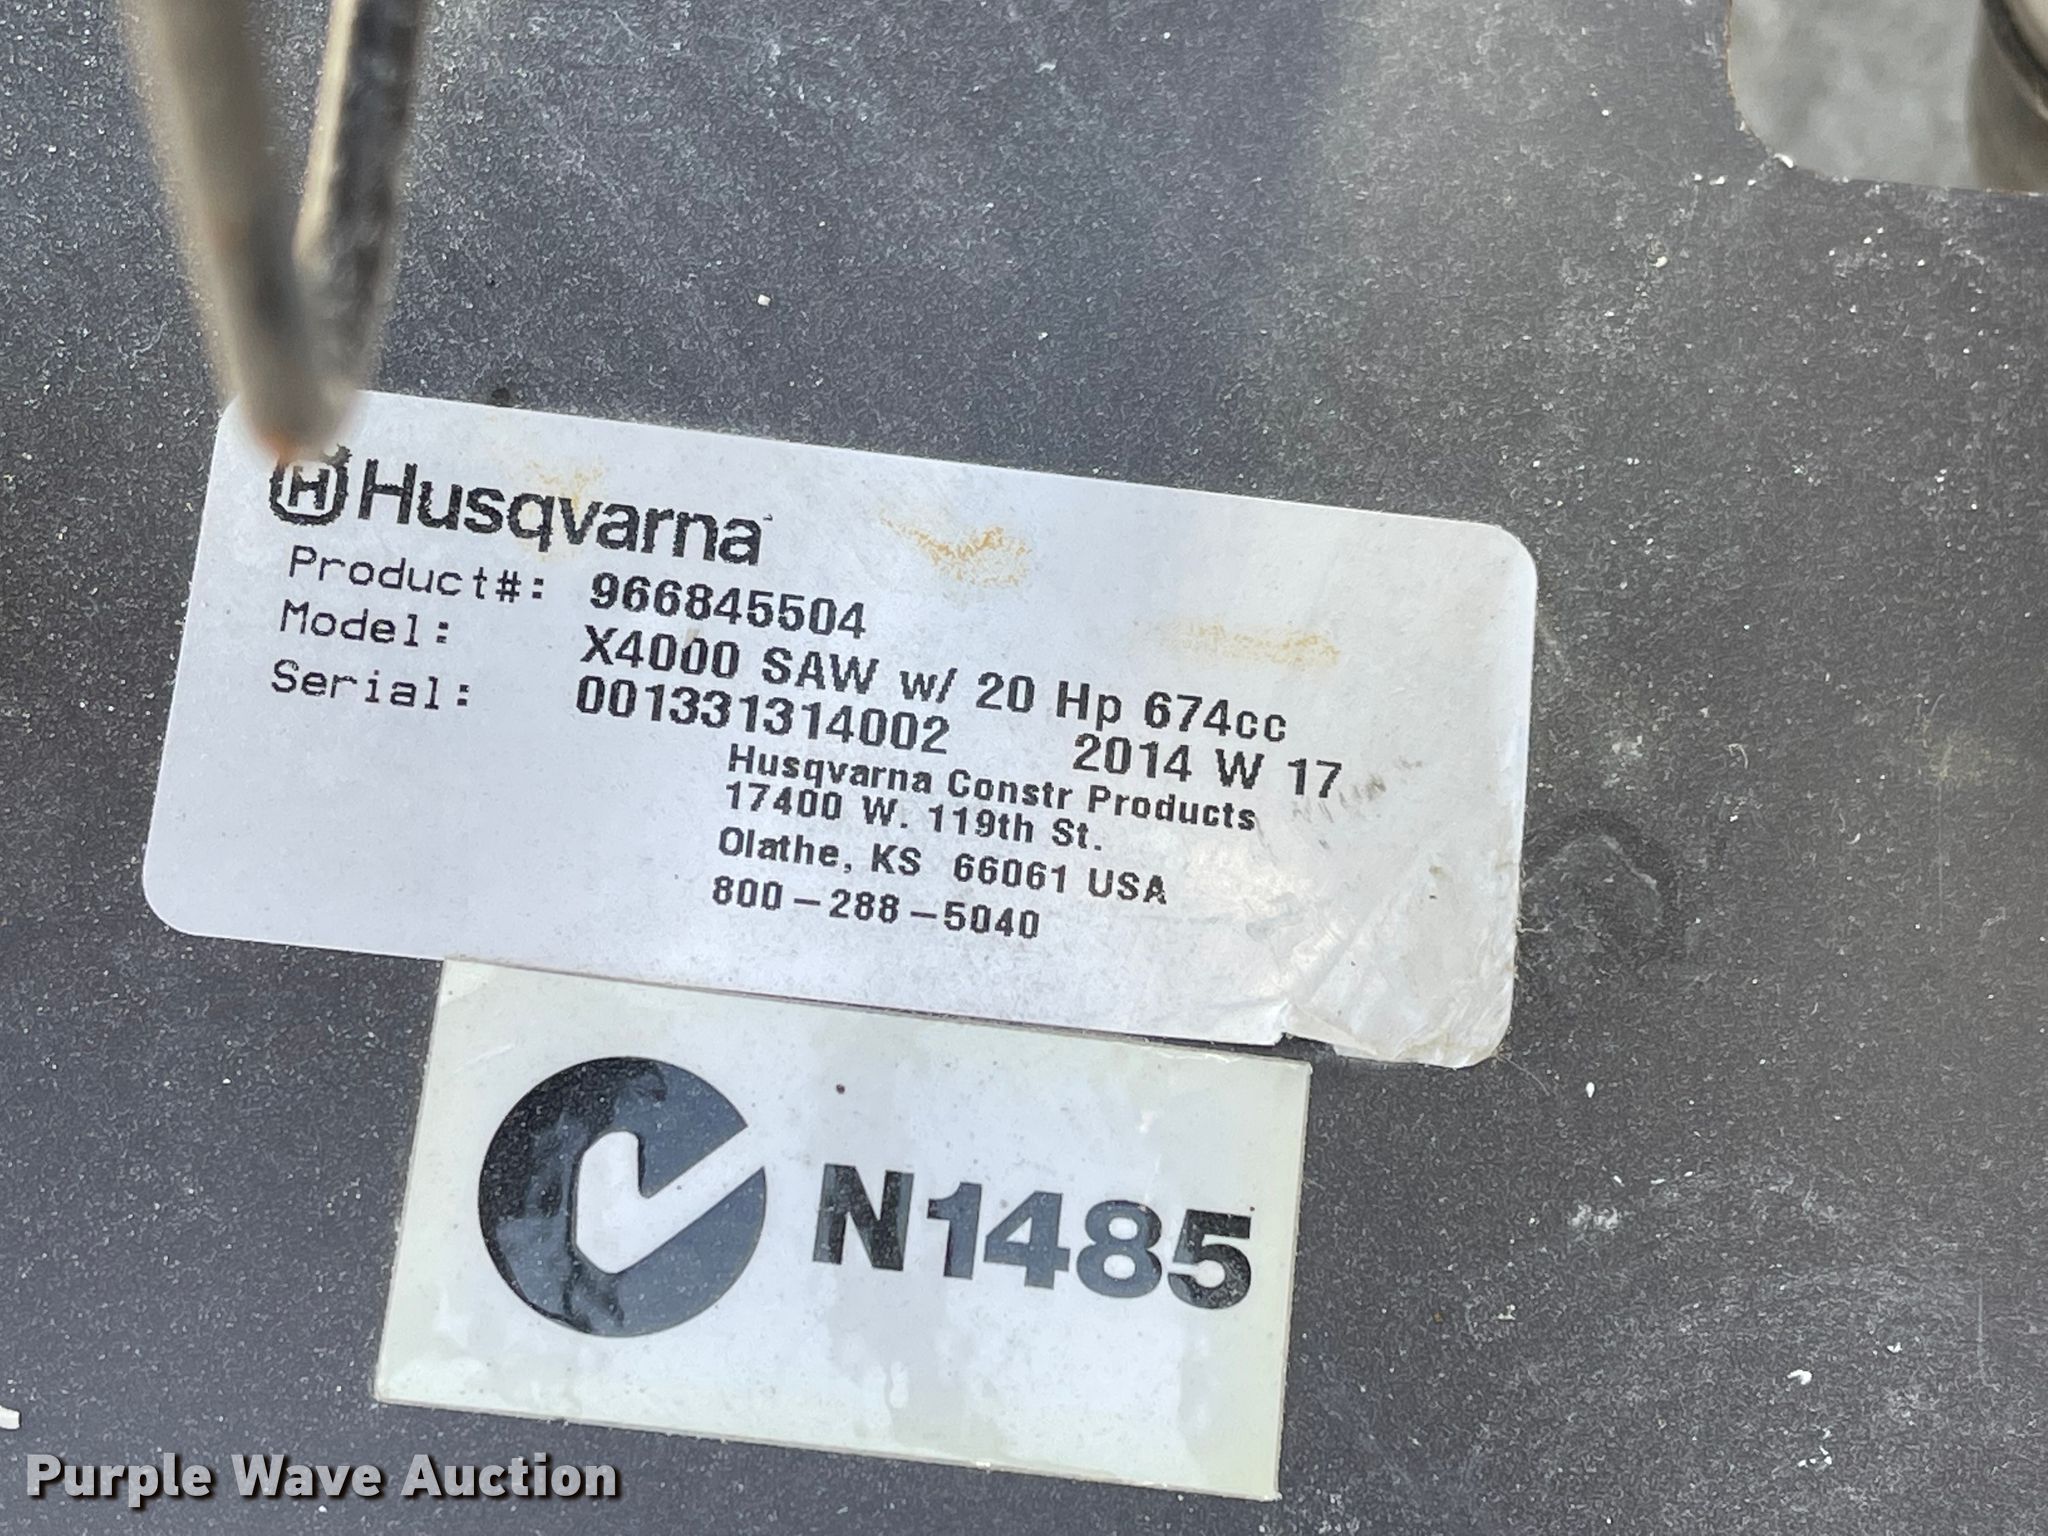 H Husqvarna
Product#: 966845504
Model: X4000 SAW w/ 20 Hp 674cc
Serial: 001331314002 2014 W 17
Husqvarna Constr Products
17400 W. 119th St.
Olathe, KS 66061 USA
800-288-5040
N1485
Purple Wave Auction